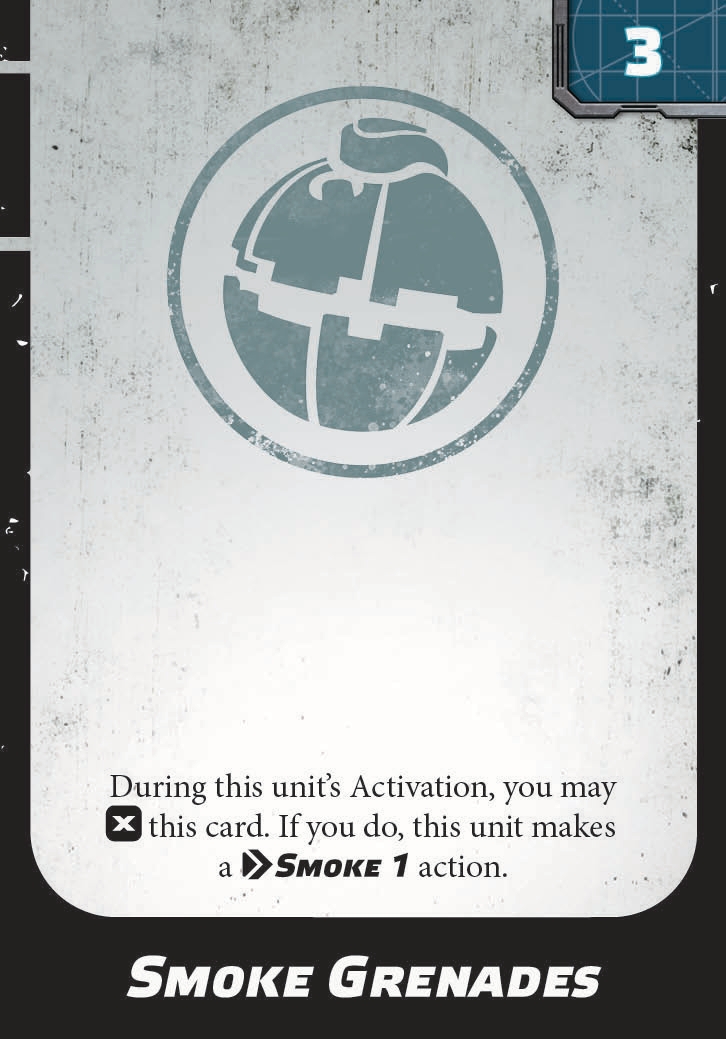 3
During this unit’s Activation, you may
this card. If you do, this unit makes
a Smoke 1 action.
Smoke Grenades